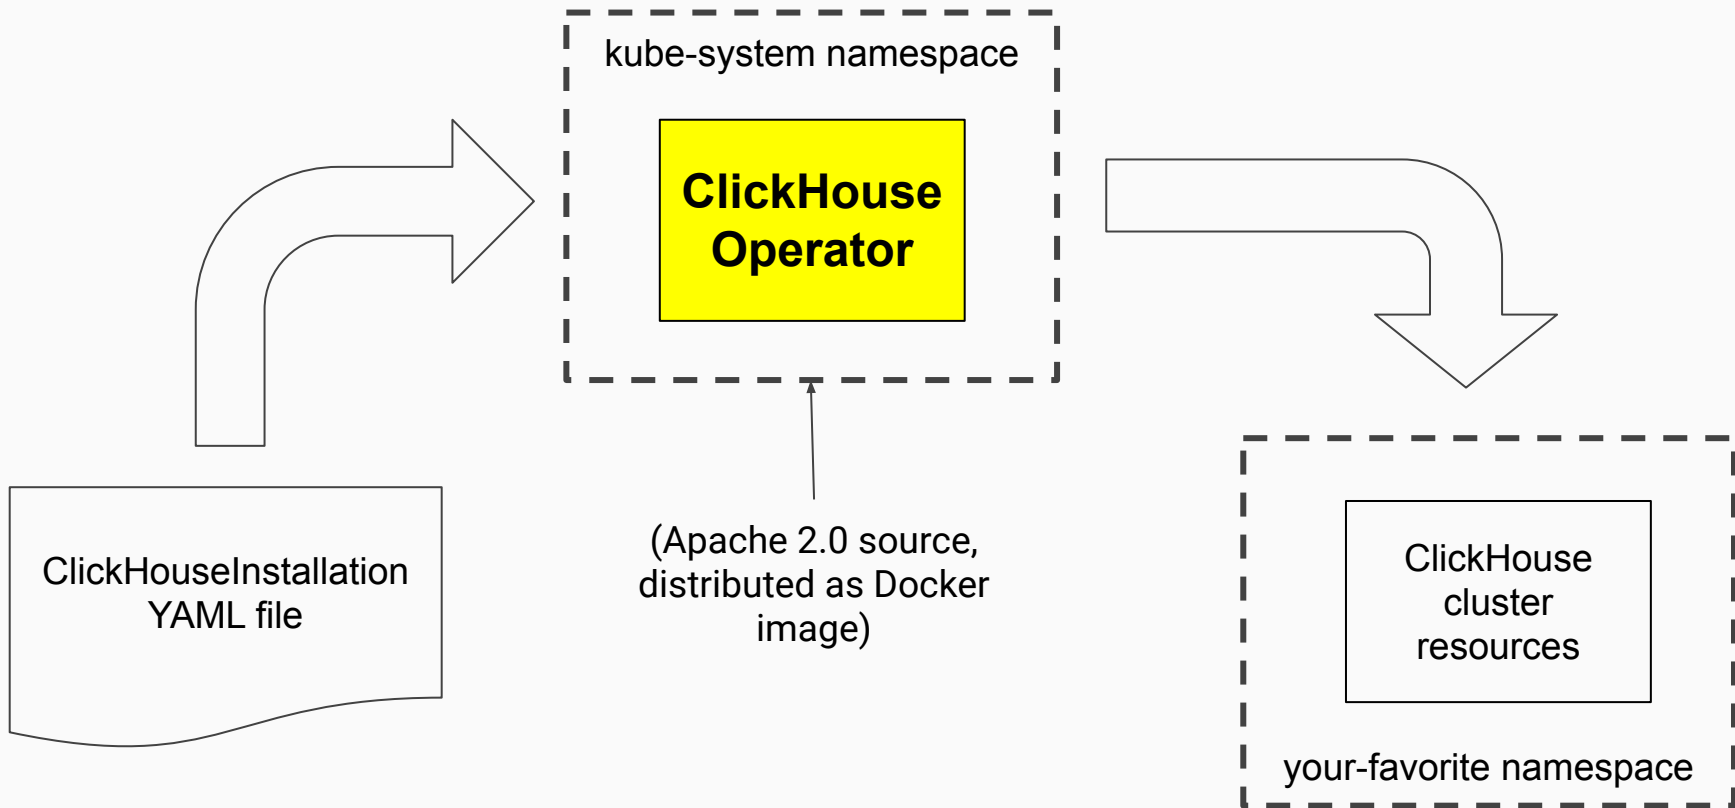 kube-system namespace
ClickHouse
Operator
ClickHouseInstallation
YAML file
(Apache 2.0 source,
distributed as Docker
image)
ClickHouse
cluster
resources
your-favorite namespace